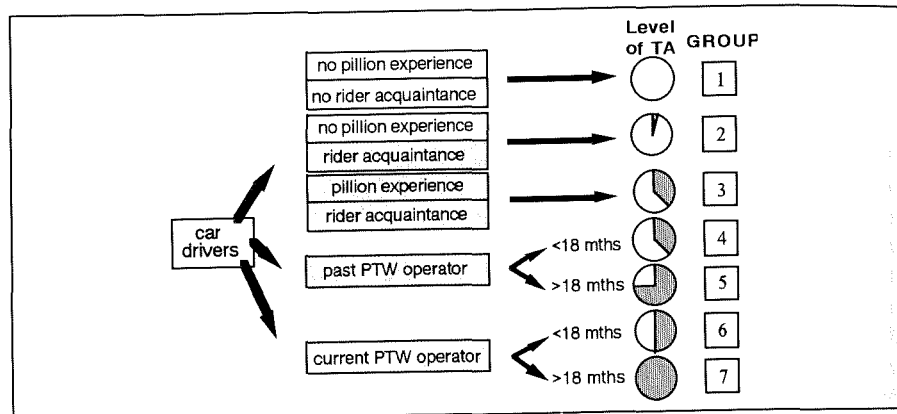 Level
of TA GROUP
no pillion experience
no rider acquaintance
1
no pillion experience
rider acquaintance
2
pillion experience
rider acquaintance
3
car
drivers
past PTW operator
<18 mths
4
>18 mths
5
current PTW operator
<18 mths
6
>18 mths
7